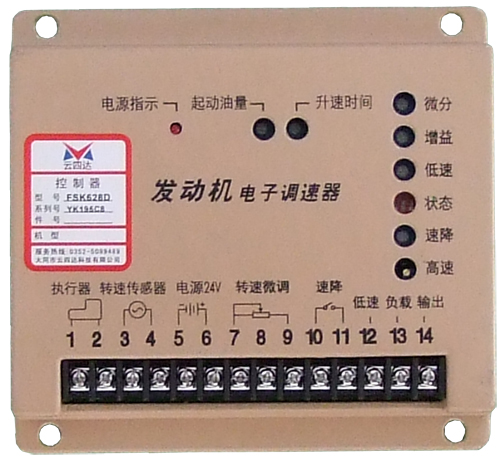 电源指示 起动油量 升速时间
微分
增益
低速
状态
速降
高速
云四达
控制器
型 号 FSK628D
系列号 YK196C8
件 号
机 型
服务热线:0352-5099489
大同市云四达科技有限公司
发动机 电子调速器
执行器 转速传感器 电源24V 转速微调 速降 低速 负载 输出
1 2 3 4 5 6 7 8 9 10 11 12 13 14